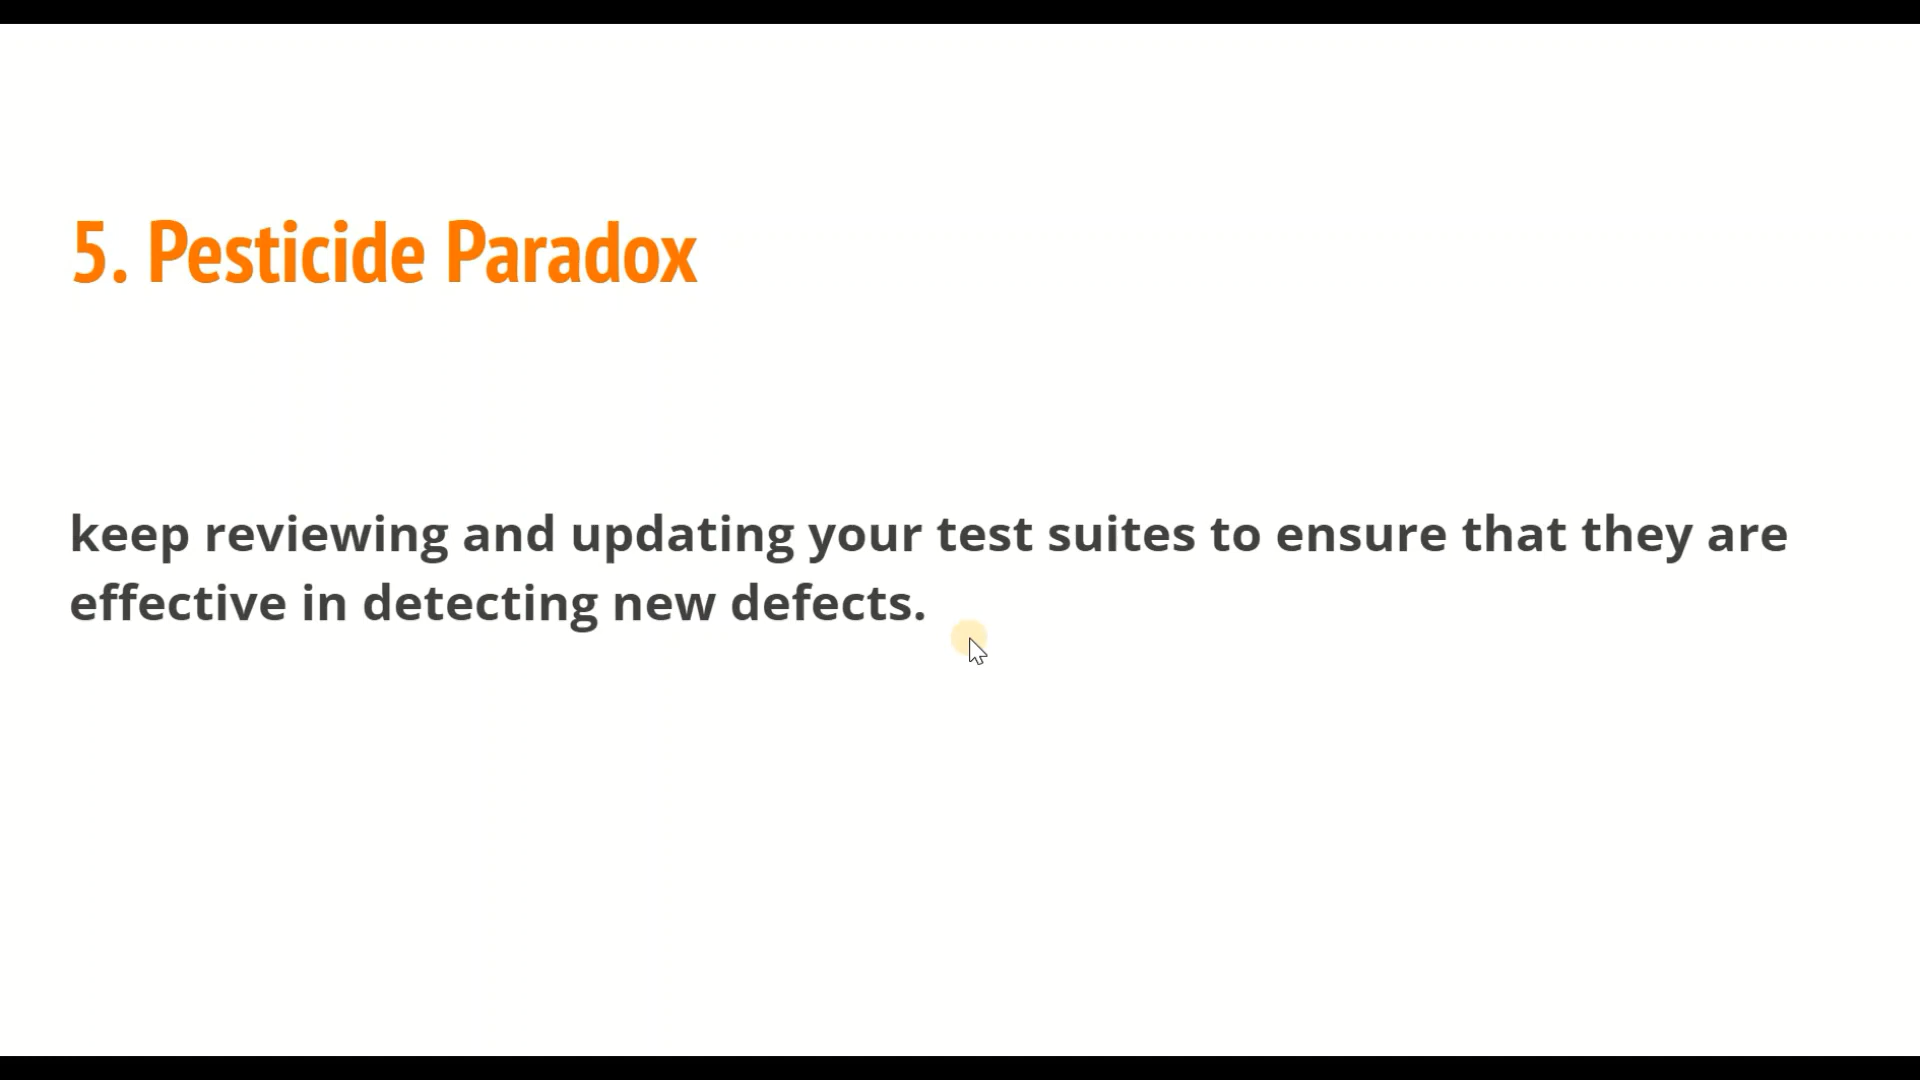 5. Pesticide Paradox
keep reviewing and updating your test suites to ensure that they are
effective in detecting new defects.